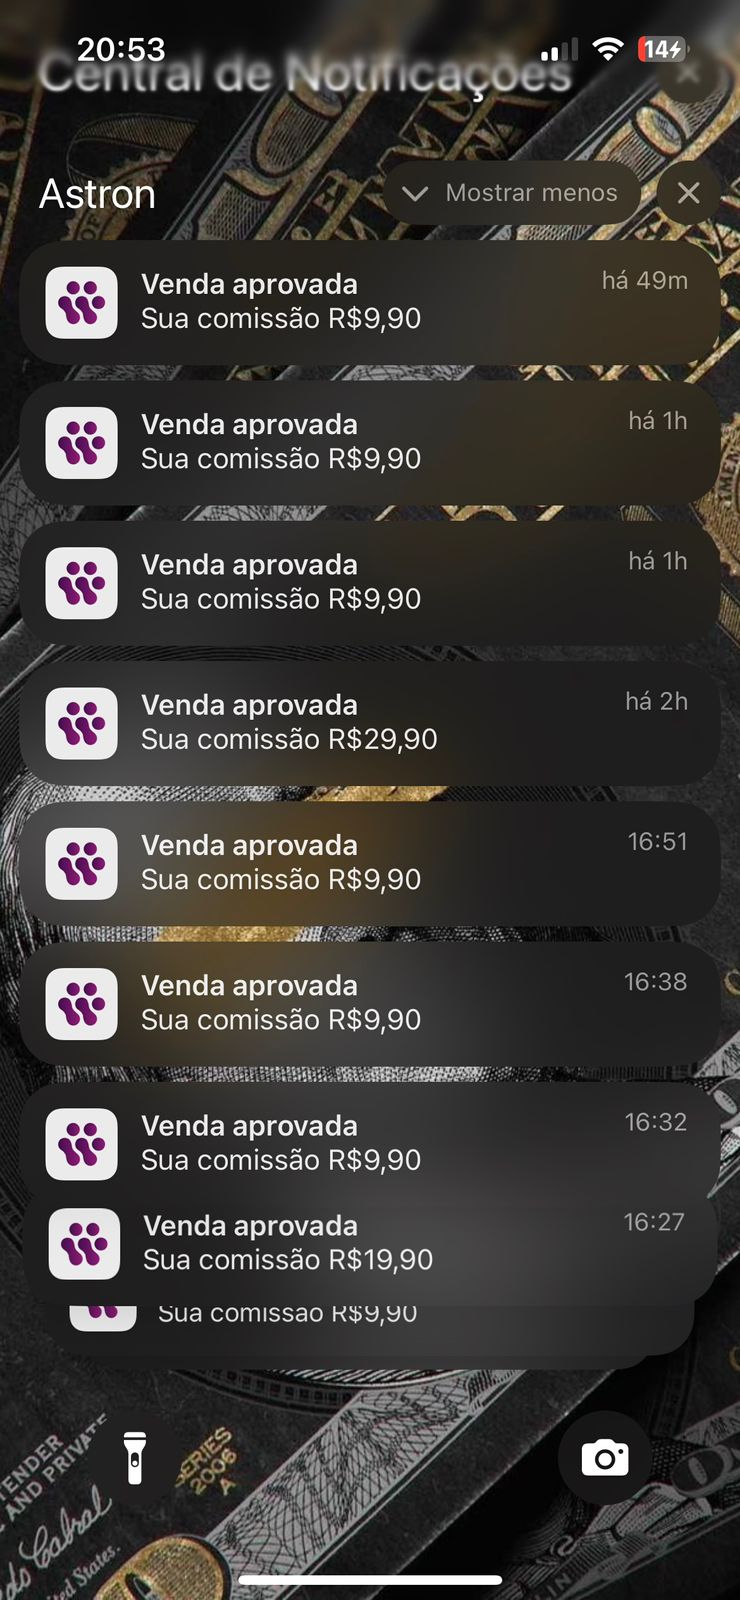 20:53
14
Central de Notificações
Astron
Mostrar menos
Venda aprovada
há 49m
Sua comissão R$9,90
Venda aprovada
há 1h
Sua comissão R$9,90
Venda aprovada
há 1h
Sua comissão R$9,90
Venda aprovada
há 2h
Sua comissão R$29,90
Venda aprovada
16:51
Sua comissão R$9,90
Venda aprovada
16:38
Sua comissão R$9,90
Venda aprovada
16:32
Sua comissão R$9,90
Venda aprovada
16:27
Sua comissão R$19,90
Sua comissão R$9,90
TENDER
AND PRIVATE
SERIES
2006
A
Cabral
States.